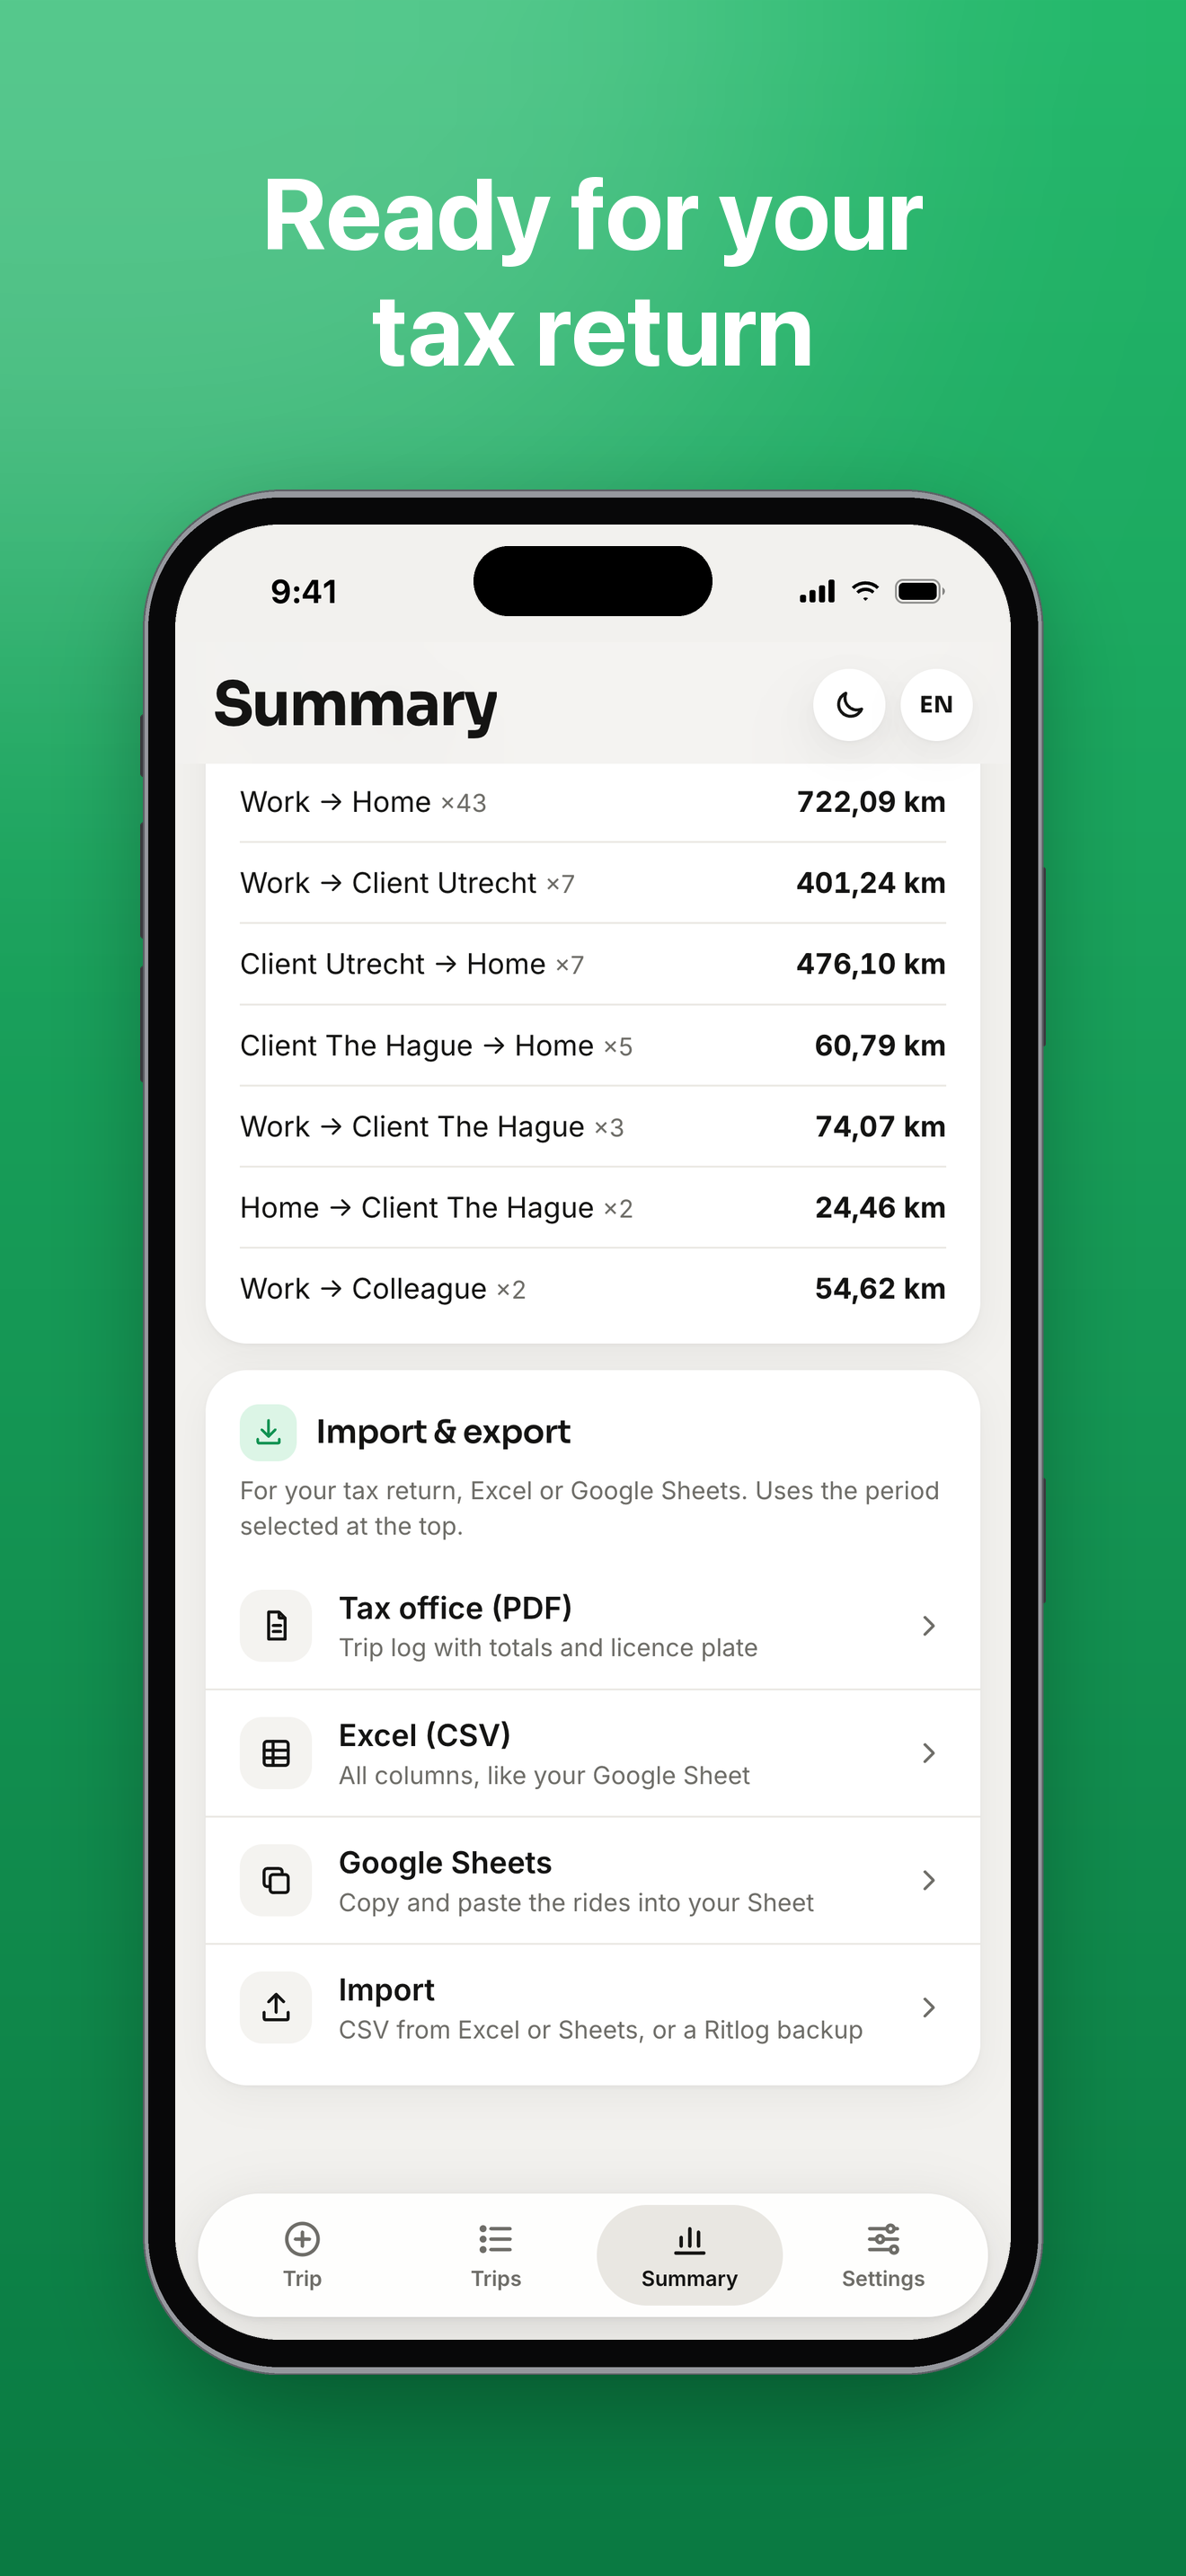 Ready for your
tax return
9:41
Summary
EN
Work → Home ×43 722,09 km
Work → Client Utrecht ×7 401,24 km
Client Utrecht → Home ×7 476,10 km
Client The Hague → Home ×5 60,79 km
Work → Client The Hague ×3 74,07 km
Home → Client The Hague ×2 24,46 km
Work → Colleague ×2 54,62 km
Import & export
For your tax return, Excel or Google Sheets. Uses the period
selected at the top.
Tax office (PDF)
Trip log with totals and licence plate
Excel (CSV)
All columns, like your Google Sheet
Google Sheets
Copy and paste the rides into your Sheet
Import
CSV from Excel or Sheets, or a Ritlog backup
Trip Trips Summary Settings